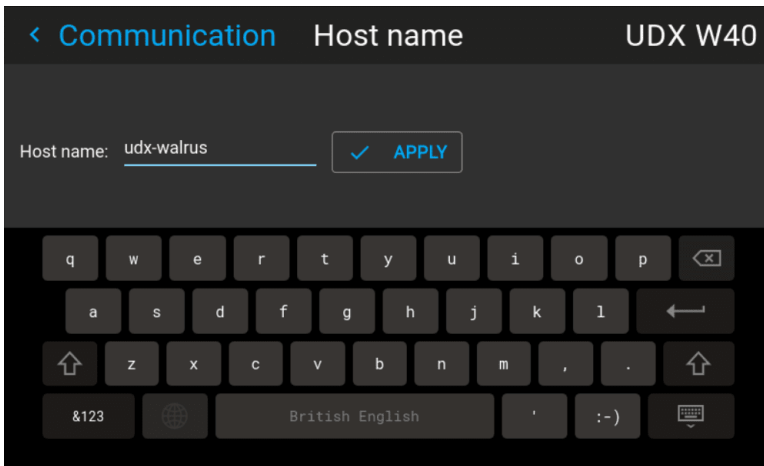 Communication Host name UDX W40
Host name: udx-walrus APPLY
q w e r t y u i o p
a s d f g h j k l
z x c v b n m , .
&123 British English ' :-)